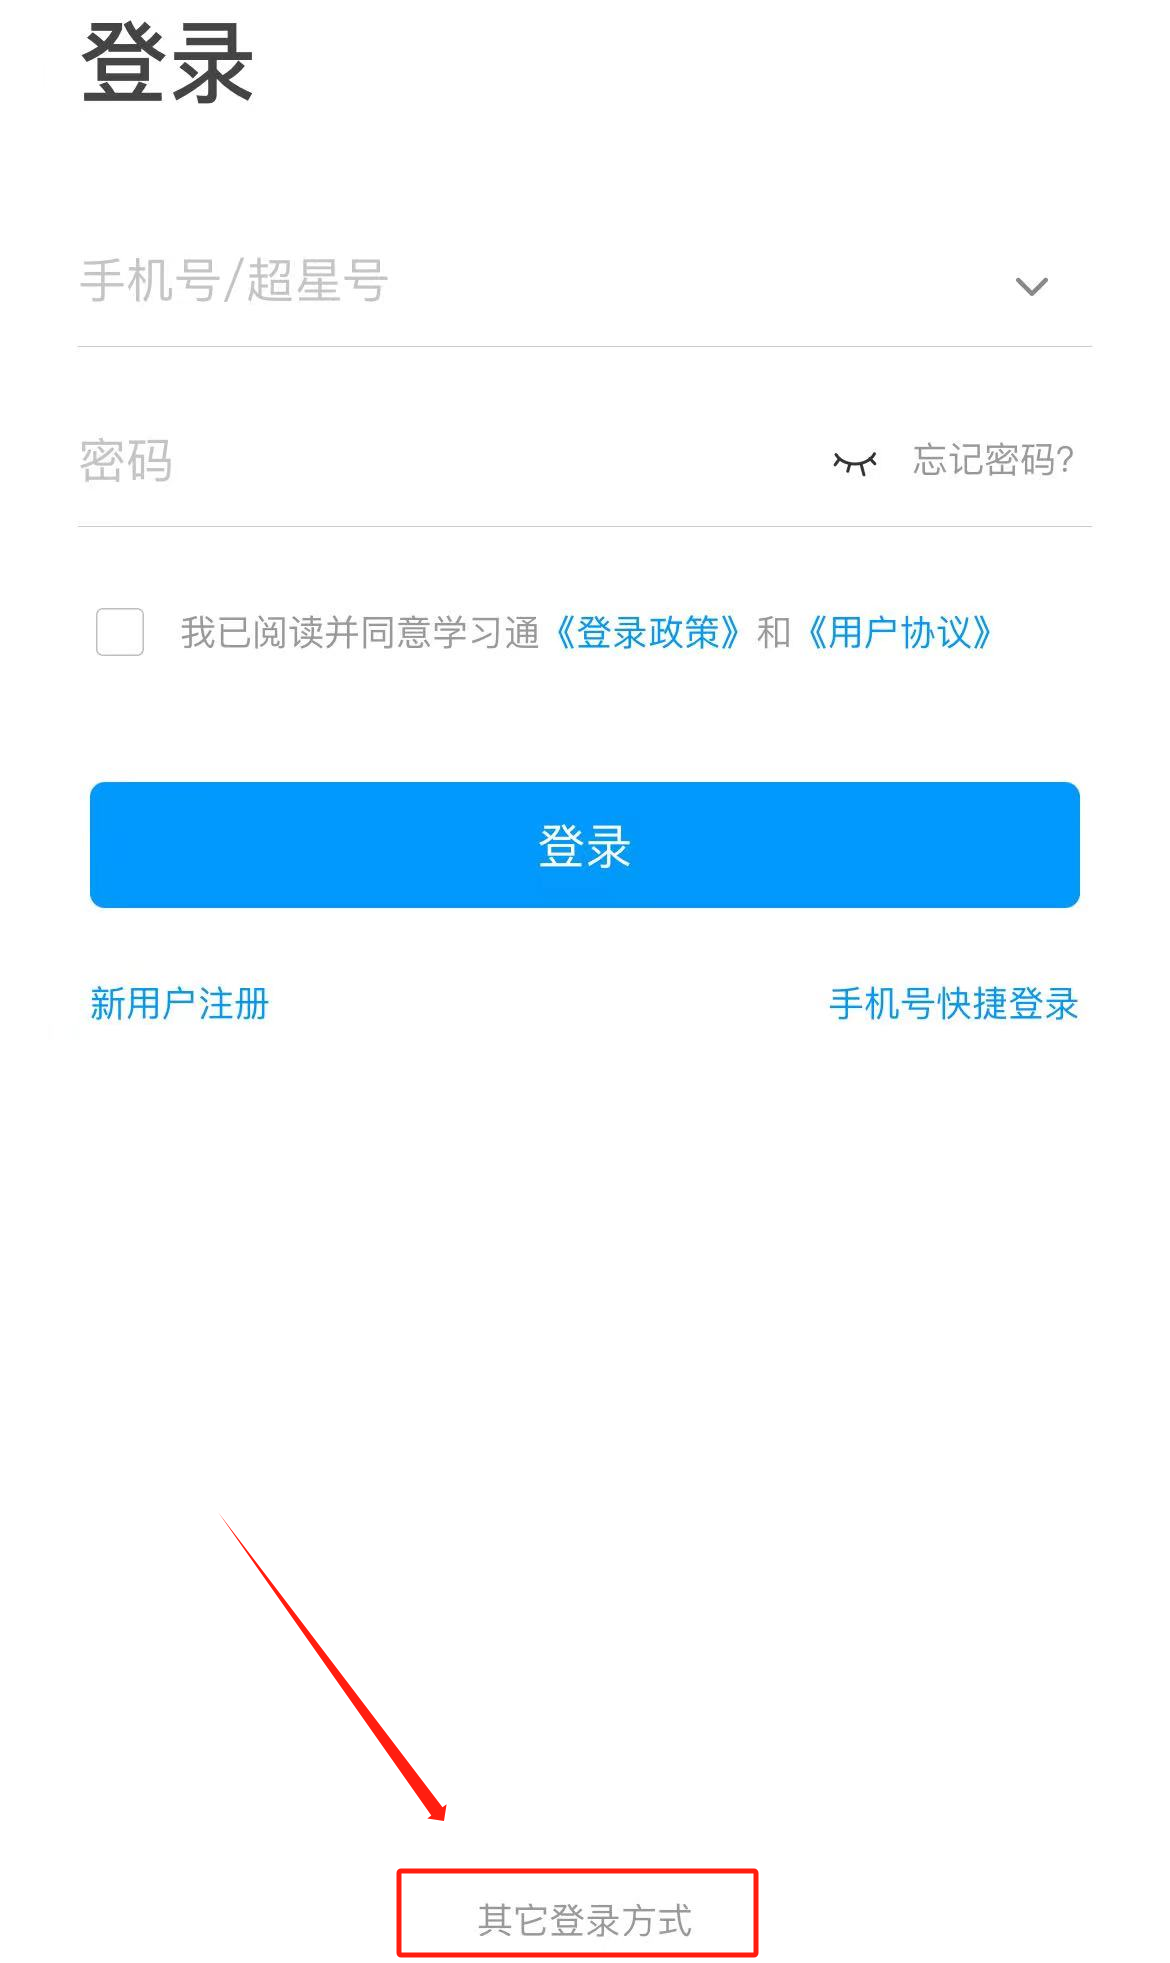 登录
手机号/超星号
密码 忘记密码?
我已阅读并同意学习通《登录政策》和《用户协议》
登录
新用户注册 手机号快捷登录
其它登录方式